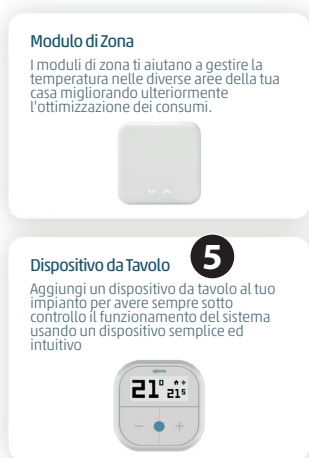 Modulo di Zona
I moduli di zona ti aiutano a gestire la
temperatura nelle diverse aree della tua
casa migliorando ulteriormente
l'ottimizzazione dei consumi.
Dispositivo da Tavolo
5
Aggiungi un dispositivo da tavolo al tuo
impianto per avere sempre sotto
controllo il funzionamento del sistema
usando un dispositivo semplice ed
intuitivo
21°
21⁵
− +